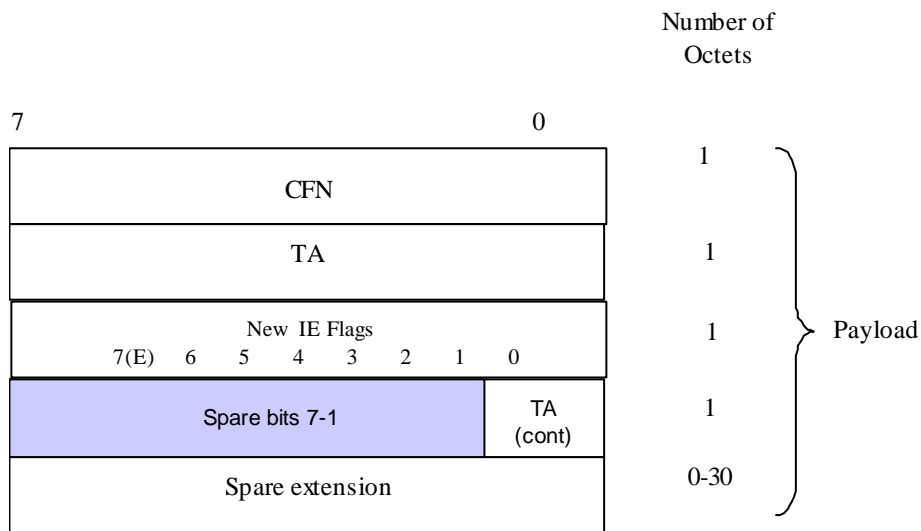 Number of
Octets
7 0
CFN 1
TA 1
New IE Flags
7(E) 6 5 4 3 2 1 0
1
Payload
Spare bits 7-1
TA
(cont)
1
Spare extension 0-30